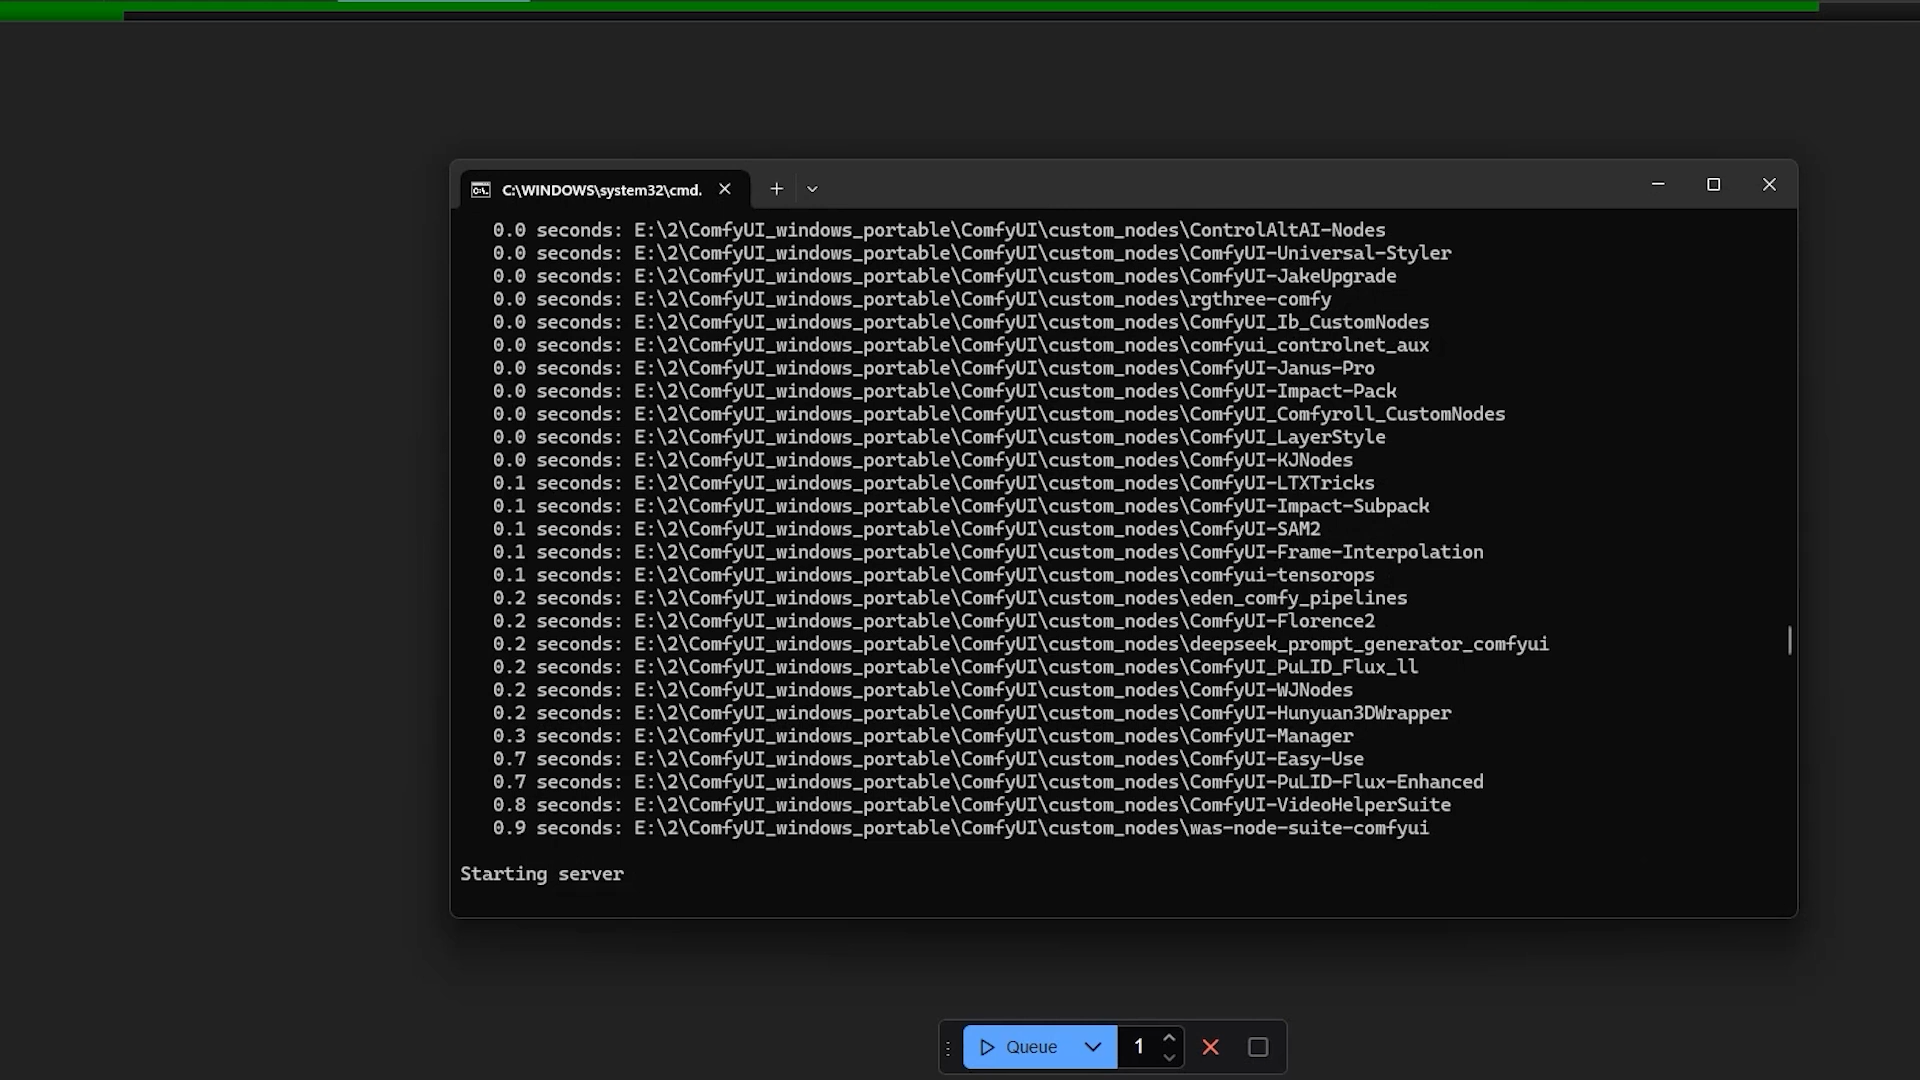 C:\WINDOWS\system32\cmd.
0.0 seconds: E:\2\ComfyUI_windows_portable\ComfyUI\custom_nodes\ControlAltAI-Nodes
0.0 seconds: E:\2\ComfyUI_windows_portable\ComfyUI\custom_nodes\ComfyUI-Universal-Styler
0.0 seconds: E:\2\ComfyUI_windows_portable\ComfyUI\custom_nodes\ComfyUI-JakeUpgrade
0.0 seconds: E:\2\ComfyUI_windows_portable\ComfyUI\custom_nodes\rgthree-comfy
0.0 seconds: E:\2\ComfyUI_windows_portable\ComfyUI\custom_nodes\ComfyUI_Ib_CustomNodes
0.0 seconds: E:\2\ComfyUI_windows_portable\ComfyUI\custom_nodes\comfyui_controlnet_aux
0.0 seconds: E:\2\ComfyUI_windows_portable\ComfyUI\custom_nodes\ComfyUI-Janus-Pro
0.0 seconds: E:\2\ComfyUI_windows_portable\ComfyUI\custom_nodes\ComfyUI-Impact-Pack
0.0 seconds: E:\2\ComfyUI_windows_portable\ComfyUI\custom_nodes\ComfyUI_Comfyroll_CustomNodes
0.0 seconds: E:\2\ComfyUI_windows_portable\ComfyUI\custom_nodes\ComfyUI_LayerStyle
0.0 seconds: E:\2\ComfyUI_windows_portable\ComfyUI\custom_nodes\ComfyUI-KJNodes
0.1 seconds: E:\2\ComfyUI_windows_portable\ComfyUI\custom_nodes\ComfyUI-LTXTricks
0.1 seconds: E:\2\ComfyUI_windows_portable\ComfyUI\custom_nodes\ComfyUI-Impact-Subpack
0.1 seconds: E:\2\ComfyUI_windows_portable\ComfyUI\custom_nodes\ComfyUI-SAM2
0.1 seconds: E:\2\ComfyUI_windows_portable\ComfyUI\custom_nodes\ComfyUI-Frame-Interpolation
0.1 seconds: E:\2\ComfyUI_windows_portable\ComfyUI\custom_nodes\comfyui-tensorops
0.2 seconds: E:\2\ComfyUI_windows_portable\ComfyUI\custom_nodes\eden_comfy_pipelines
0.2 seconds: E:\2\ComfyUI_windows_portable\ComfyUI\custom_nodes\ComfyUI-Florence2
0.2 seconds: E:\2\ComfyUI_windows_portable\ComfyUI\custom_nodes\deepseek_prompt_generator_comfyui
0.2 seconds: E:\2\ComfyUI_windows_portable\ComfyUI\custom_nodes\ComfyUI_PuLID_Flux_ll
0.2 seconds: E:\2\ComfyUI_windows_portable\ComfyUI\custom_nodes\ComfyUI-WJNodes
0.2 seconds: E:\2\ComfyUI_windows_portable\ComfyUI\custom_nodes\ComfyUI-Hunyuan3DWrapper
0.3 seconds: E:\2\ComfyUI_windows_portable\ComfyUI\custom_nodes\ComfyUI-Manager
0.7 seconds: E:\2\ComfyUI_windows_portable\ComfyUI\custom_nodes\ComfyUI-Easy-Use
0.7 seconds: E:\2\ComfyUI_windows_portable\ComfyUI\custom_nodes\ComfyUI-PuLID-Flux-Enhanced
0.8 seconds: E:\2\ComfyUI_windows_portable\ComfyUI\custom_nodes\ComfyUI-VideoHelperSuite
0.9 seconds: E:\2\ComfyUI_windows_portable\ComfyUI\custom_nodes\was-node-suite-comfyui
Starting server
Queue 1